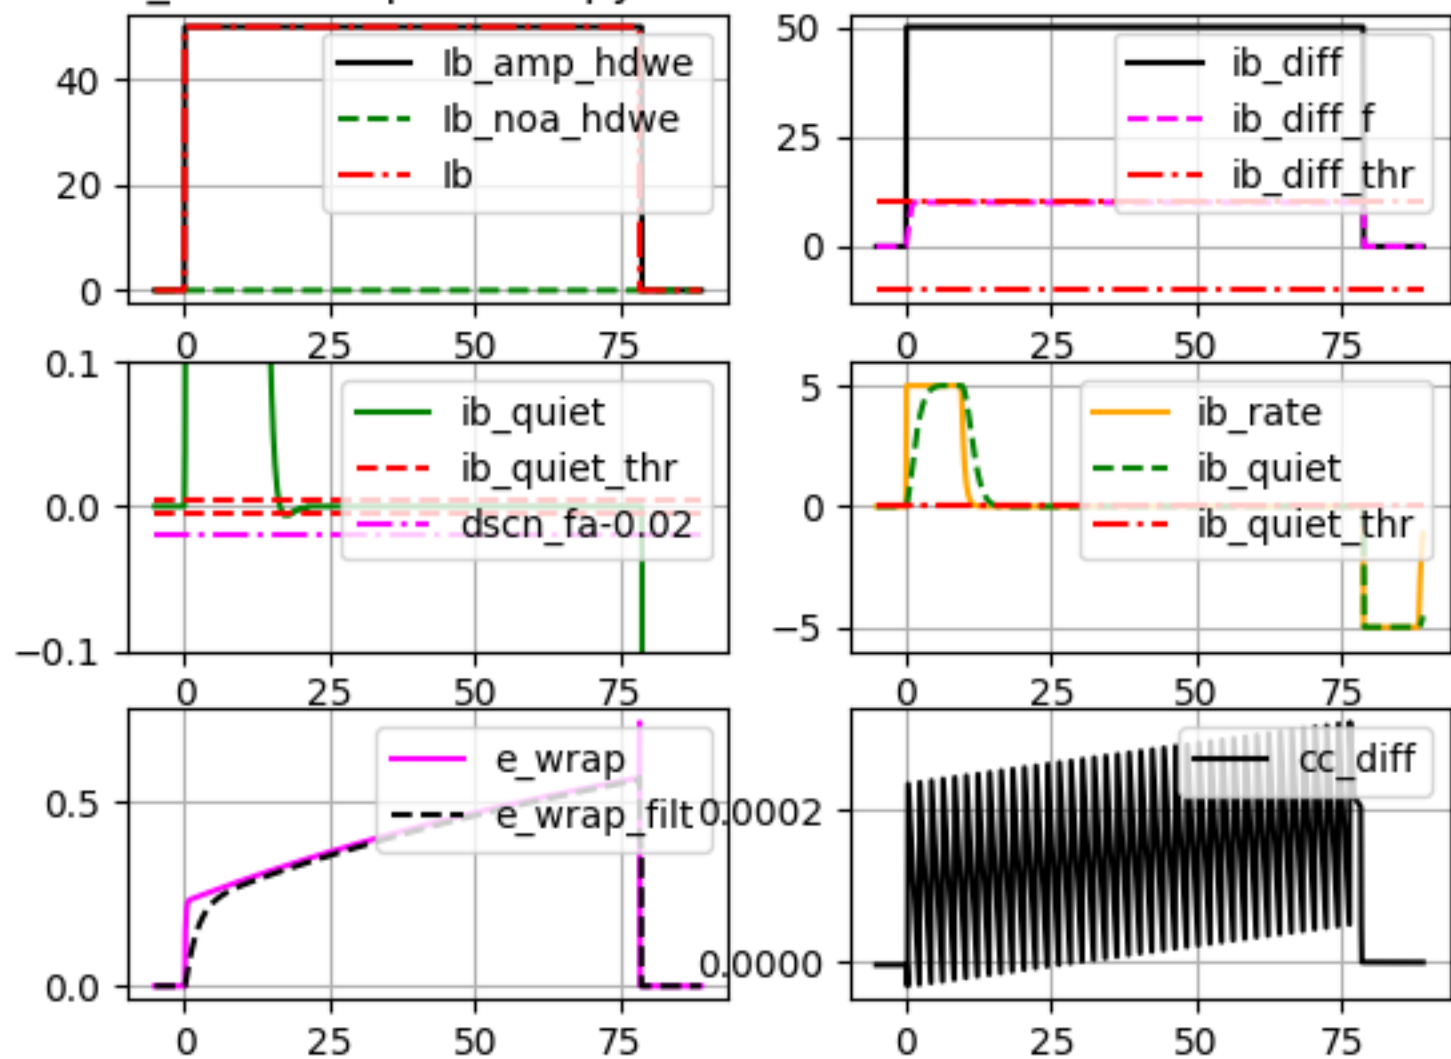 40
20
0
0 25 50 75
Ib_amp_hdwe
Ib_noa_hdwe
Ib
50
25
0
0 25 50 75
ib_diff
ib_diff_f
ib_diff_thr
0.1
0.0
−0.1
0 25 50 75
ib_quiet
ib_quiet_thr
dscn_fa-0.02
5
0
−5
0 25 50 75
ib_rate
ib_quiet
ib_quiet_thr
0.5
0.0
0 25 50 75
e_wrap
e_wrap_filt
0.0002
0.0000
0 25 50 75
cc_diff